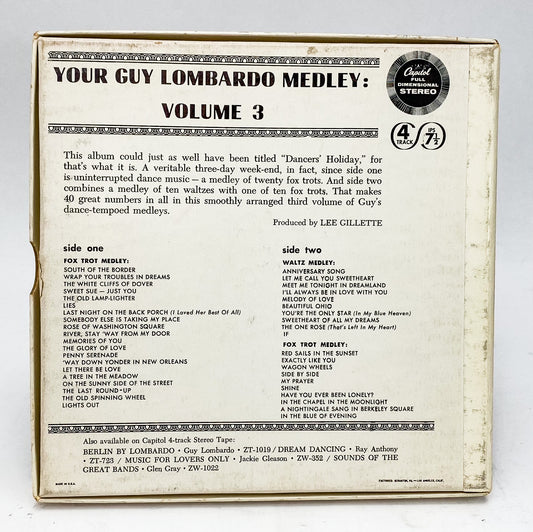 YOUR GUY LOMBARDO MEDLEY:
VOLUME 3
Capitol
FULL
DIMENSIONAL
STEREO
4
TRACK
IPS
7½
This album could just as well have been titled "Dancers' Holiday," for
that's what it is. A veritable three-day week-end, in fact, since side one
is uninterrupted dance music — a medley of twenty fox trots. And side two
combines a medley of ten waltzes with one of ten fox trots. That makes
40 great numbers in all in this smoothly arranged third volume of Guy's
dance-tempoed medleys.
Produced by LEE GILLETTE
side one
FOX TROT MEDLEY:
SOUTH OF THE BORDER
WRAP YOUR TROUBLES IN DREAMS
THE WHITE CLIFFS OF DOVER
SWEET SUE — JUST YOU
THE OLD LAMP-LIGHTER
LIES
LAST NIGHT ON THE BACK PORCH (I Loved Her Best Of All)
SOMEBODY ELSE IS TAKING MY PLACE
ROSE OF WASHINGTON SQUARE
RIVER, STAY 'WAY FROM MY DOOR
MEMORIES OF YOU
THE GLORY OF LOVE
PENNY SERENADE
'WAY DOWN YONDER IN NEW ORLEANS
LET THERE BE LOVE
A TREE IN THE MEADOW
ON THE SUNNY SIDE OF THE STREET
THE LAST ROUND-UP
THE OLD SPINNING WHEEL
LIGHTS OUT
side two
WALTZ MEDLEY:
ANNIVERSARY SONG
LET ME CALL YOU SWEETHEART
MEET ME TONIGHT IN DREAMLAND
I'LL ALWAYS BE IN LOVE WITH YOU
MELODY OF LOVE
BEAUTIFUL OHIO
YOU'RE THE ONLY STAR (In My Blue Heaven)
SWEETHEART OF ALL MY DREAMS
THE ONE ROSE (That's Left In My Heart)
IF
FOX TROT MEDLEY:
RED SAILS IN THE SUNSET
EXACTLY LIKE YOU
WAGON WHEELS
SIDE BY SIDE
MY PRAYER
SHINE
HAVE YOU EVER BEEN LONELY?
IN THE CHAPEL IN THE MOONLIGHT
A NIGHTINGALE SANG IN BERKELEY SQUARE
IN THE BLUE OF EVENING
Also available on Capitol 4-track Stereo Tape:
BERLIN BY LOMBARDO • Guy Lombardo • ZT-1019 / DREAM DANCING • Ray Anthony
• ZT-723 / MUSIC FOR LOVERS ONLY • Jackie Gleason • ZW-352 / SOUNDS OF THE
GREAT BANDS • Glen Gray • ZW-1022
MADE IN U.S.A.
FACTORIES: SCRANTON, PA. — LOS ANGELES, CALIF.